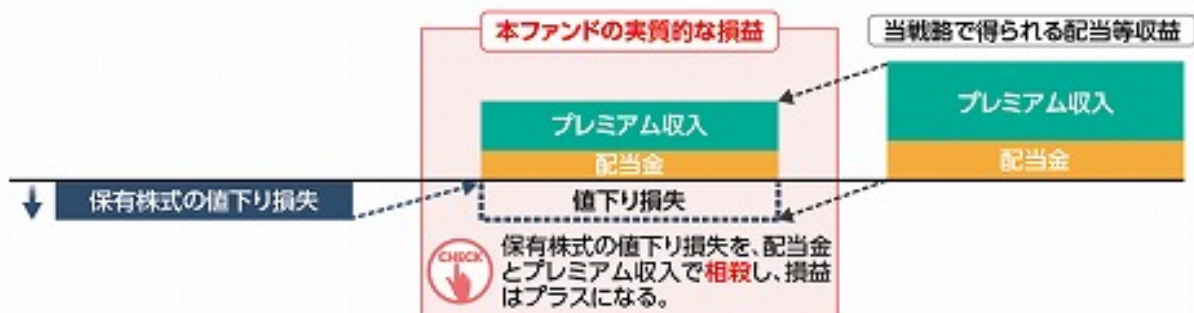 本ファンドの実質的な損益
当戦略で得られる配当等収益
プレミアム収入
プレミアム収入
配当金
配当金
保有株式の値下り損失
値下り損失
CHECK
保有株式の値下り損失を、配当金
とプレミアム収入で相殺し、損益
はプラスになる。